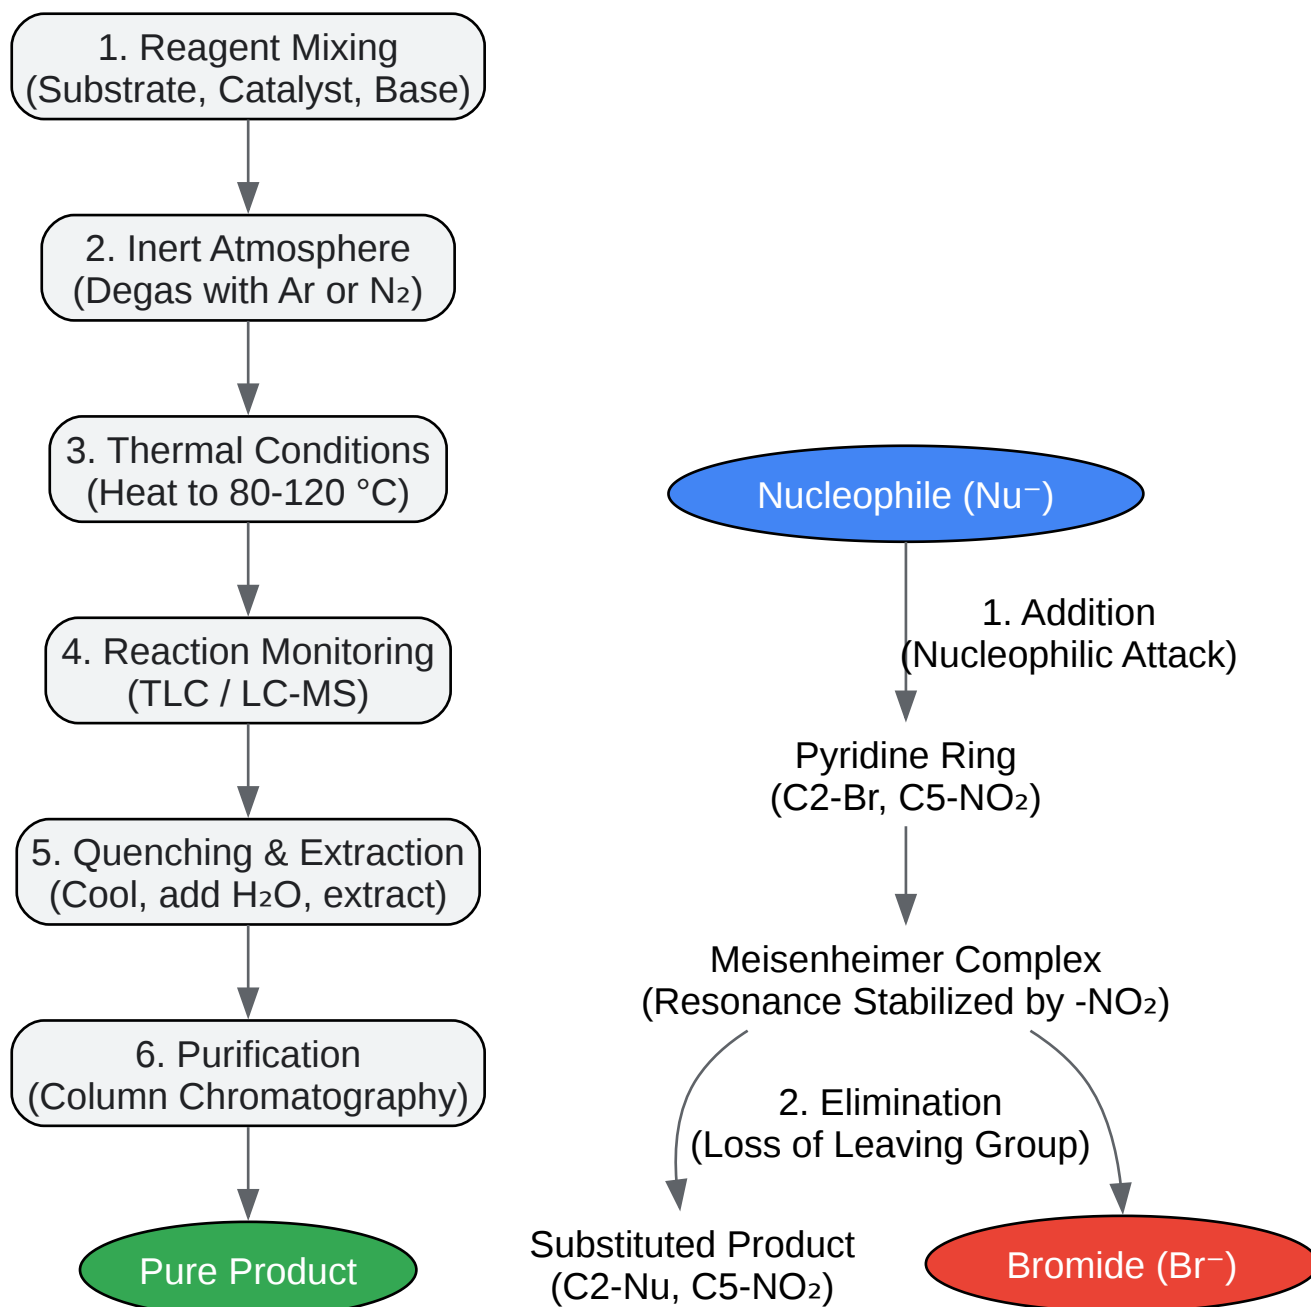 1. Reagent Mixing
(Substrate, Catalyst, Base)
2. Inert Atmosphere
(Degas with Ar or N₂)
3. Thermal Conditions
(Heat to 80-120 °C)
4. Reaction Monitoring
(TLC / LC-MS)
5. Quenching & Extraction
(Cool, add H₂O, extract)
6. Purification
(Column Chromatography)
Pure Product
Nucleophile (Nu⁻)
1. Addition
(Nucleophilic Attack)
Pyridine Ring
(C2-Br, C5-NO₂)
Meisenheimer Complex
(Resonance Stabilized by -NO₂)
2. Elimination
(Loss of Leaving Group)
Substituted Product
(C2-Nu, C5-NO₂)
Bromide (Br⁻)